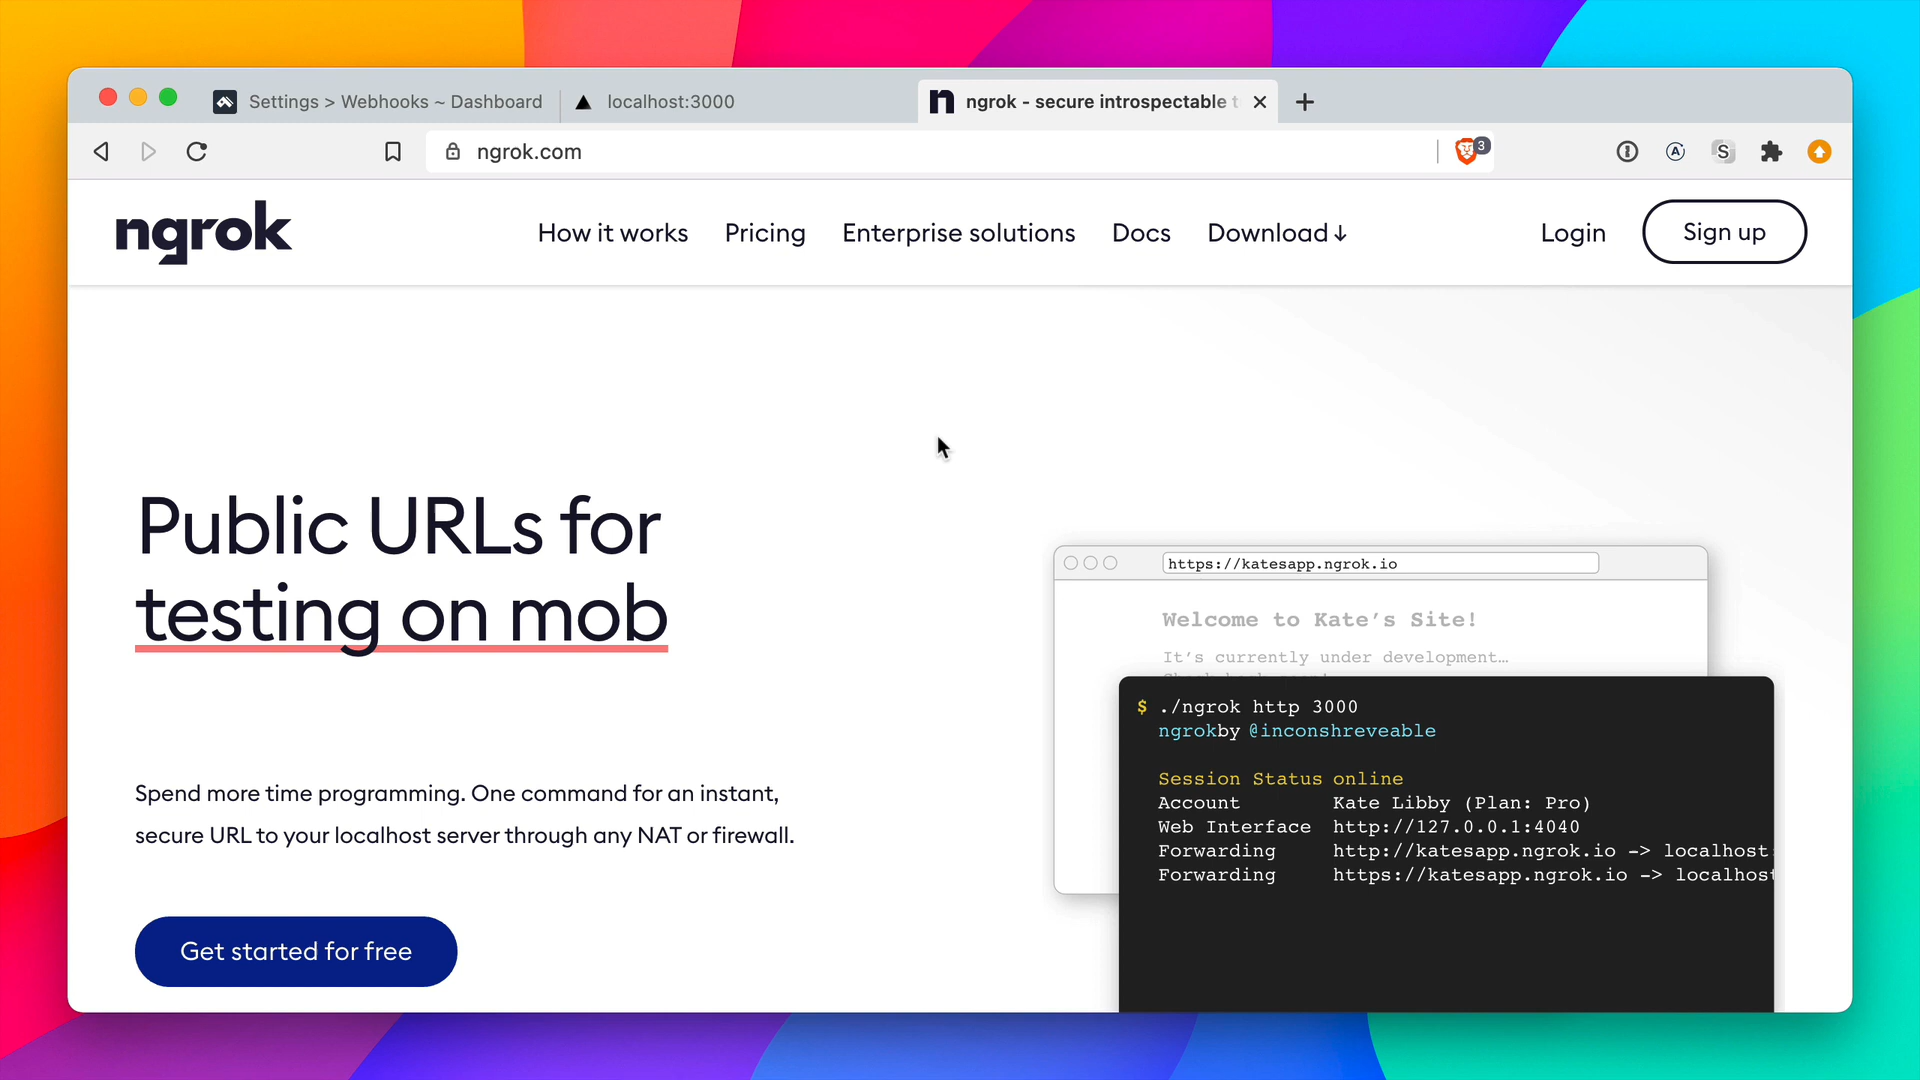 Settings > Webhooks ~ Dashboard
localhost:3000
ngrok - secure introspectable t
ngrok.com
3
ngrok
How it works
Pricing
Enterprise solutions
Docs
Download↓
Login
Sign up
Public URLs for
testing on mob
Spend more time programming. One command for an instant,
secure URL to your localhost server through any NAT or firewall.
Get started for free
https://katesapp.ngrok.io
Welcome to Kate's Site!
It's currently under development…
$ ./ngrok http 3000
ngrokby @inconshreveable
Session Status online
Account Kate Libby (Plan: Pro)
Web Interface http://127.0.0.1:4040
Forwarding http://katesapp.ngrok.io -> localhost:
Forwarding https://katesapp.ngrok.io -> localhost